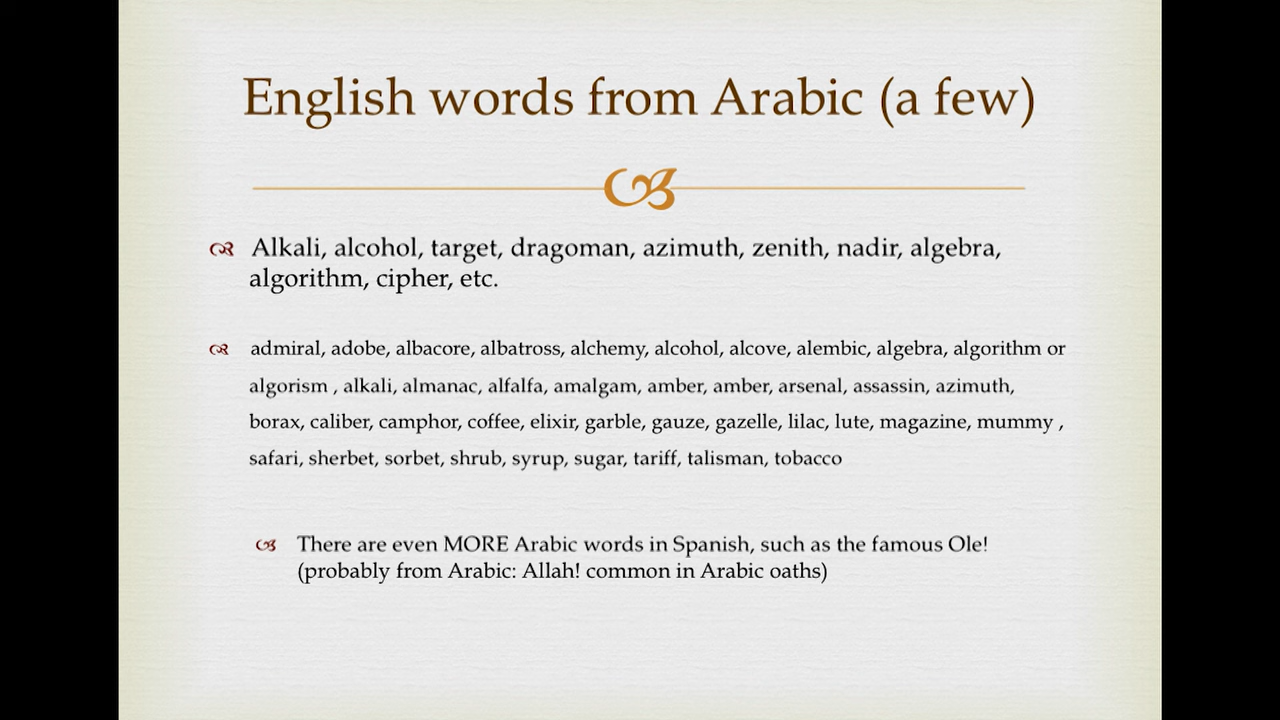 English words from Arabic (a few)
Alkali, alcohol, target, dragoman, azimuth, zenith, nadir, algebra,
algorithm, cipher, etc.
admiral, adobe, albacore, albatross, alchemy, alcohol, alcove, alembic, algebra, algorithm or
algorism , alkali, almanac, alfalfa, amalgam, amber, amber, arsenal, assassin, azimuth,
borax, caliber, camphor, coffee, elixir, garble, gauze, gazelle, lilac, lute, magazine, mummy ,
safari, sherbet, sorbet, shrub, syrup, sugar, tariff, talisman, tobacco
There are even MORE Arabic words in Spanish, such as the famous Ole!
(probably from Arabic: Allah! common in Arabic oaths)